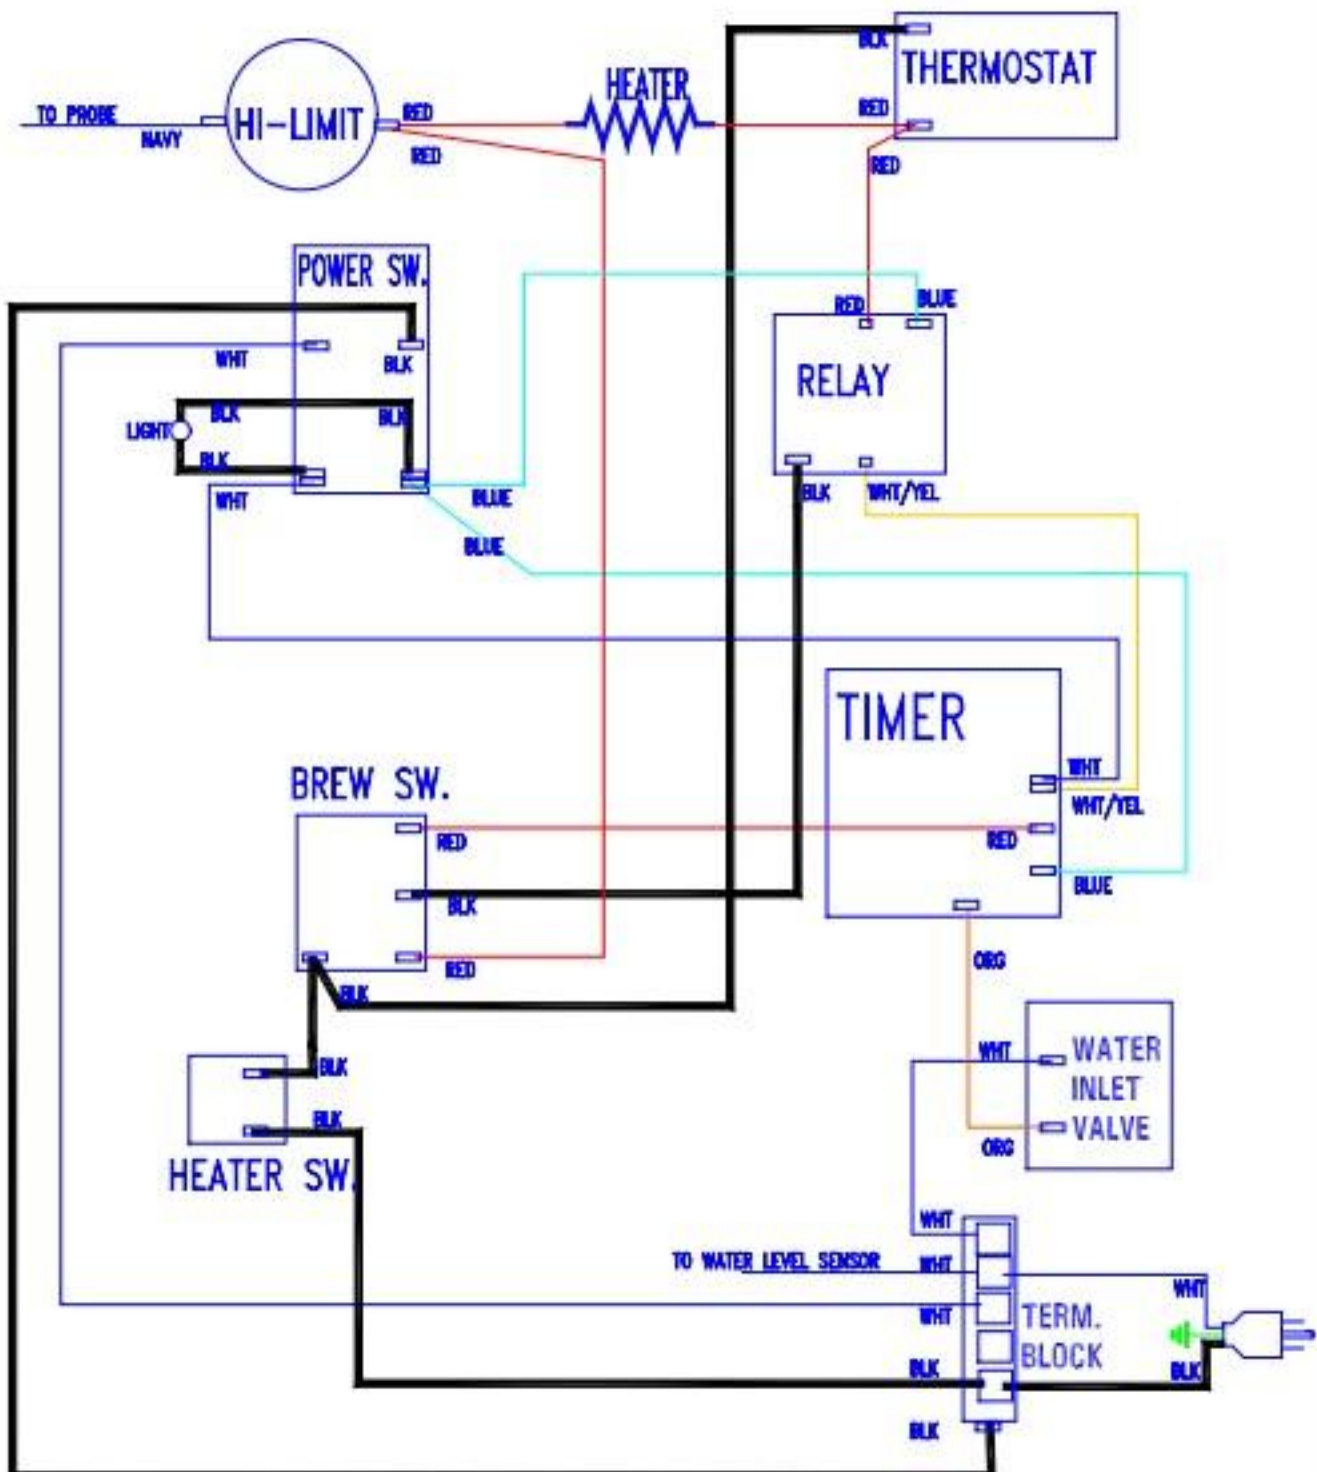 BLK
THERMOSTAT
HEATER
TO PROBE
NAVY
HI-LIMIT
RED
RED
RED
RED
POWER SW.
RED
BLUE
WHT
BLK
RELAY
LIGHT
BLK
BLK
BLK
WHT
BLUE
BLK
WHT/YEL
BLUE
TIMER
BREW SW.
WHT
WHT/YEL
RED
RED
BLK
BLUE
RED
ORG
BLK
BLK
WHT
WATER
INLET
VALVE
BLK
ORG
HEATER SW.
WHT
TO WATER LEVEL SENSOR
WHT
WHT
WHT
TERM.
BLOCK
BLK
BLK
BLK